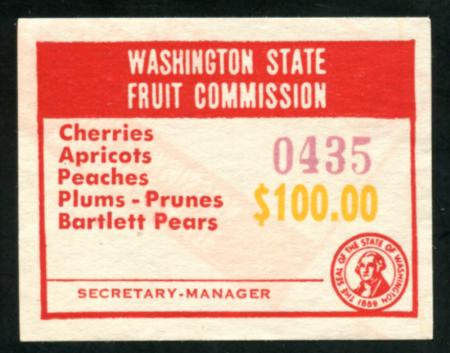 WASHINGTON STATE
FRUIT COMMISSION
Cherries
Apricots
Peaches
Plums - Prunes
Bartlett Pears
0435
$100.00
SECRETARY-MANAGER
THE SEAL OF THE STATE OF WASHINGTON
1889